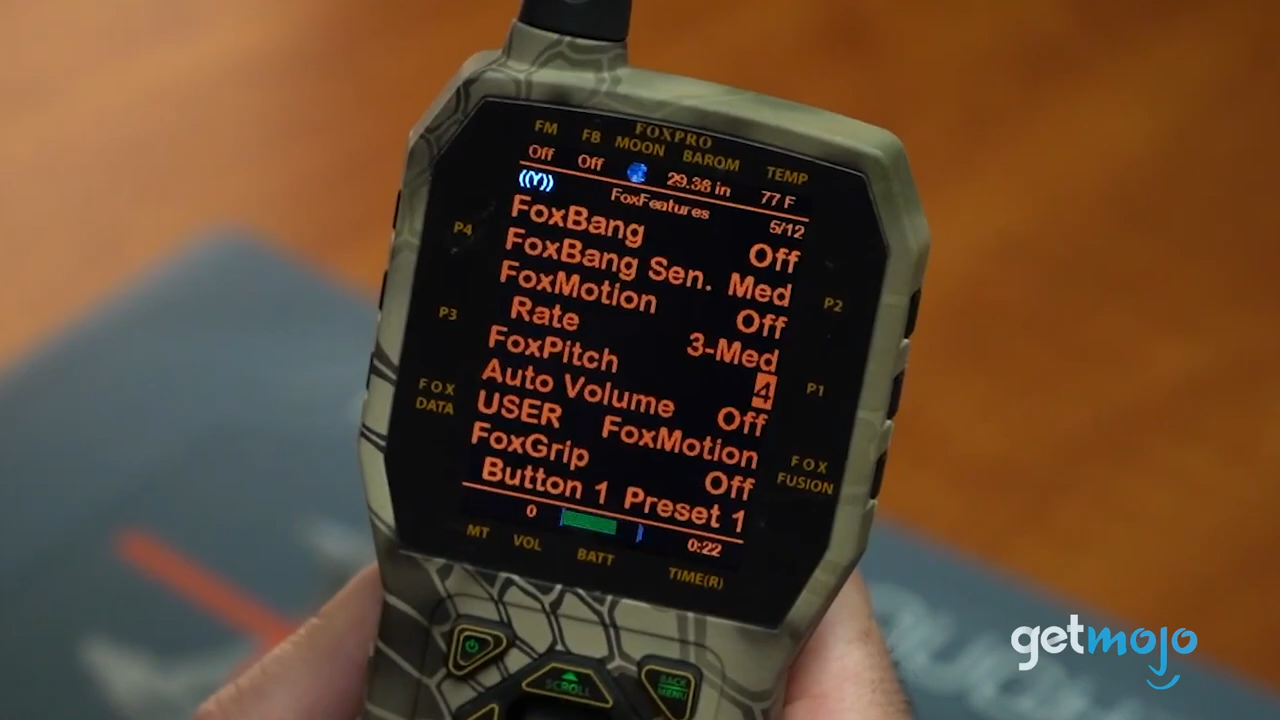 FOXPRO
FM FB MOON BAROM TEMP
Off Off 29.38 in 77 F
FoxFeatures 5/12
FoxBang Off
FoxBang Sen. Med
FoxMotion Off
Rate 3-Med
FoxPitch 4
Auto Volume Off
USER FoxMotion
FoxGrip Off
Button 1 Preset 1
0 0:22
MT VOL BATT TIME(R)
P4
P3
FOX
DATA
P2
P1
FOX
FUSION
SCROLL
BACK
MENU
getmojo